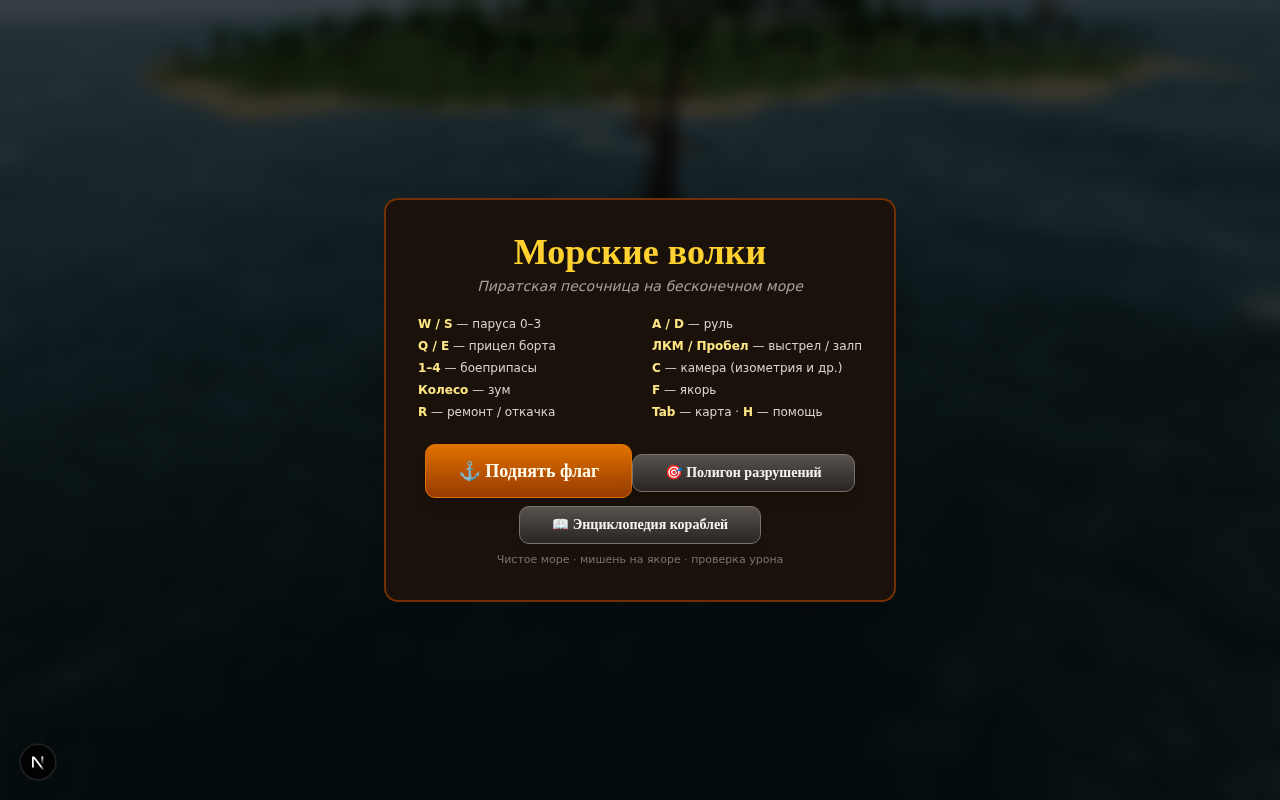 Морские волки
Пиратская песочница на бесконечном море
W / S — паруса 0–3
A / D — руль
Q / E — прицел борта
ЛКМ / Пробел — выстрел / залп
1–4 — боеприпасы
C — камера (изометрия и др.)
Колесо — зум
F — якорь
R — ремонт / откачка
Tab — карта · H — помощь
⚓ Поднять флаг
🎯 Полигон разрушений
📖 Энциклопедия кораблей
Чистое море · мишень на якоре · проверка урона
N